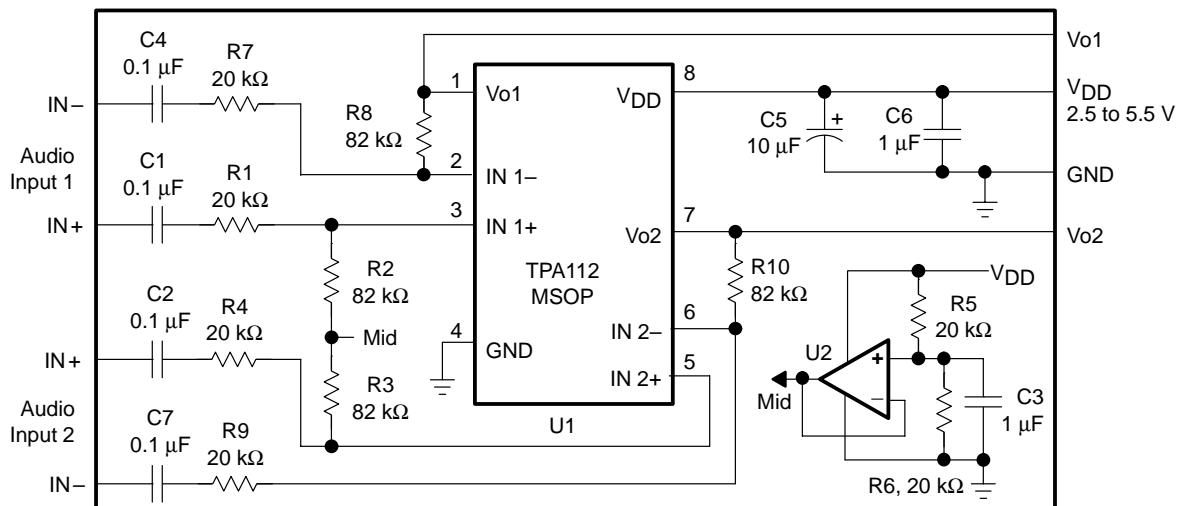 C4
0.1 µF
R7
20 kΩ
IN−
Audio
Input 1
C1
0.1 µF
R1
20 kΩ
IN+
C2
0.1 µF
R4
20 kΩ
IN+
Audio
Input 2
C7
0.1 µF
R9
20 kΩ
IN−
R8
82 kΩ
R2
82 kΩ
Mid
R3
82 kΩ
1
2
3
4
Vo1
IN 1−
IN 1+
GND
TPA112
MSOP
VDD
Vo2
IN 2−
IN 2+
8
7
6
5
U1
C5
10 µF
+
C6
1 µF
R10
82 kΩ
Vo1
VDD
2.5 to 5.5 V
GND
Vo2
VDD
R5
20 kΩ
U2
+
−
Mid
C3
1 µF
R6, 20 kΩ